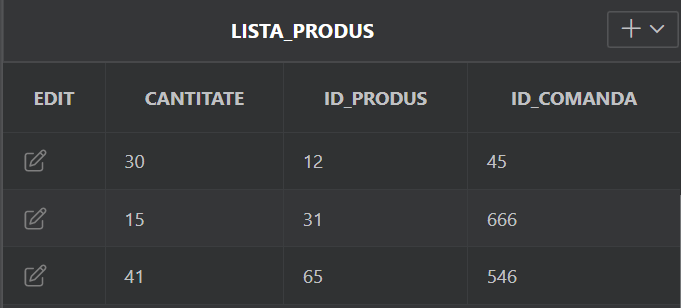 LISTA_PRODUS
EDIT CANTITATE ID_PRODUS ID_COMANDA
30 12 45
15 31 666
41 65 546